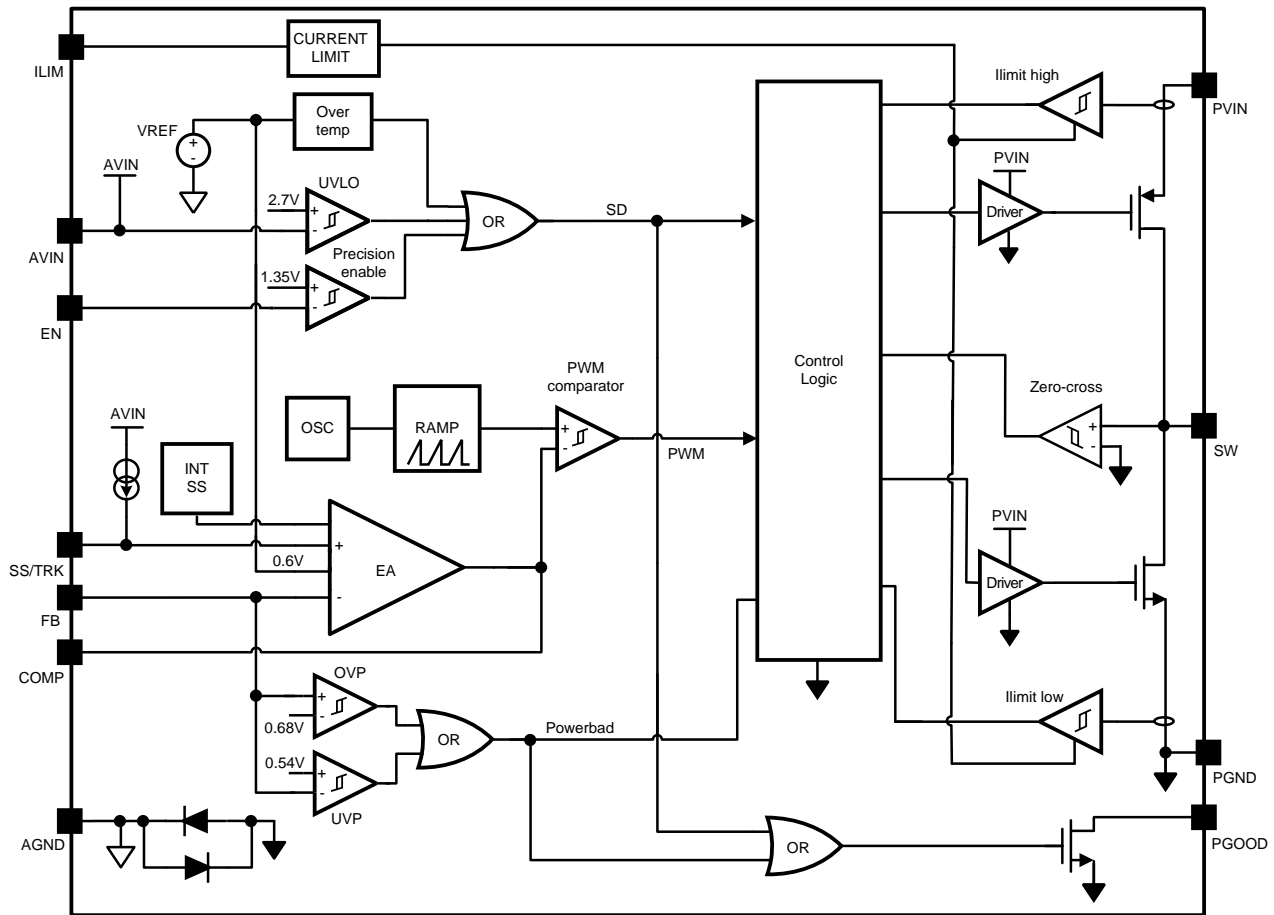 CURRENT
LIMIT
ILIM
Ilimit high
PVIN
VREF
+
-
Over
temp
AVIN
UVLO
2.7V
+
-
OR
SD
PVIN
Driver
AVIN
Precision
enable
1.35V
+
-
EN
Control
Logic
PWM
comparator
Zero-cross
AVIN
OSC
RAMP
+
-
PWM
+
-
SW
INT
SS
PVIN
+
SS/TRK
0.6V
EA
-
Driver
FB
COMP
OVP
+
-
0.68V
OR
Powerbad
Ilimit low
0.54V
+
-
UVP
PGND
AGND
OR
PGOOD